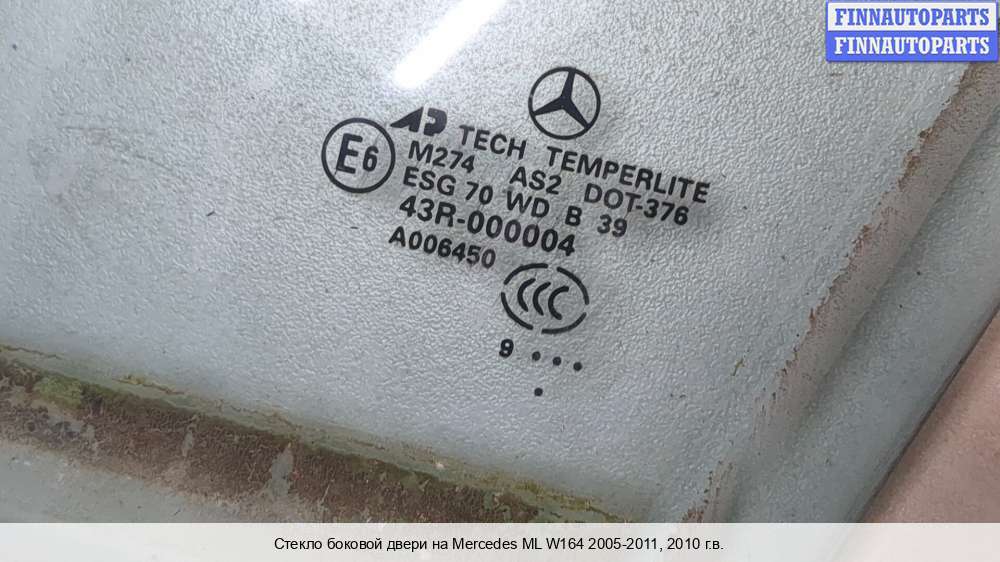 FINNAUTOPARTS
FINNAUTOPARTS
AP TECH TEMPERLITE
E6
M274 AS2 DOT-376
ESG 70 WD B 39
43R-000004
A006450
CCC
9 • • •
•
Стекло боковой двери на Mercedes ML W164 2005-2011, 2010 г.в.